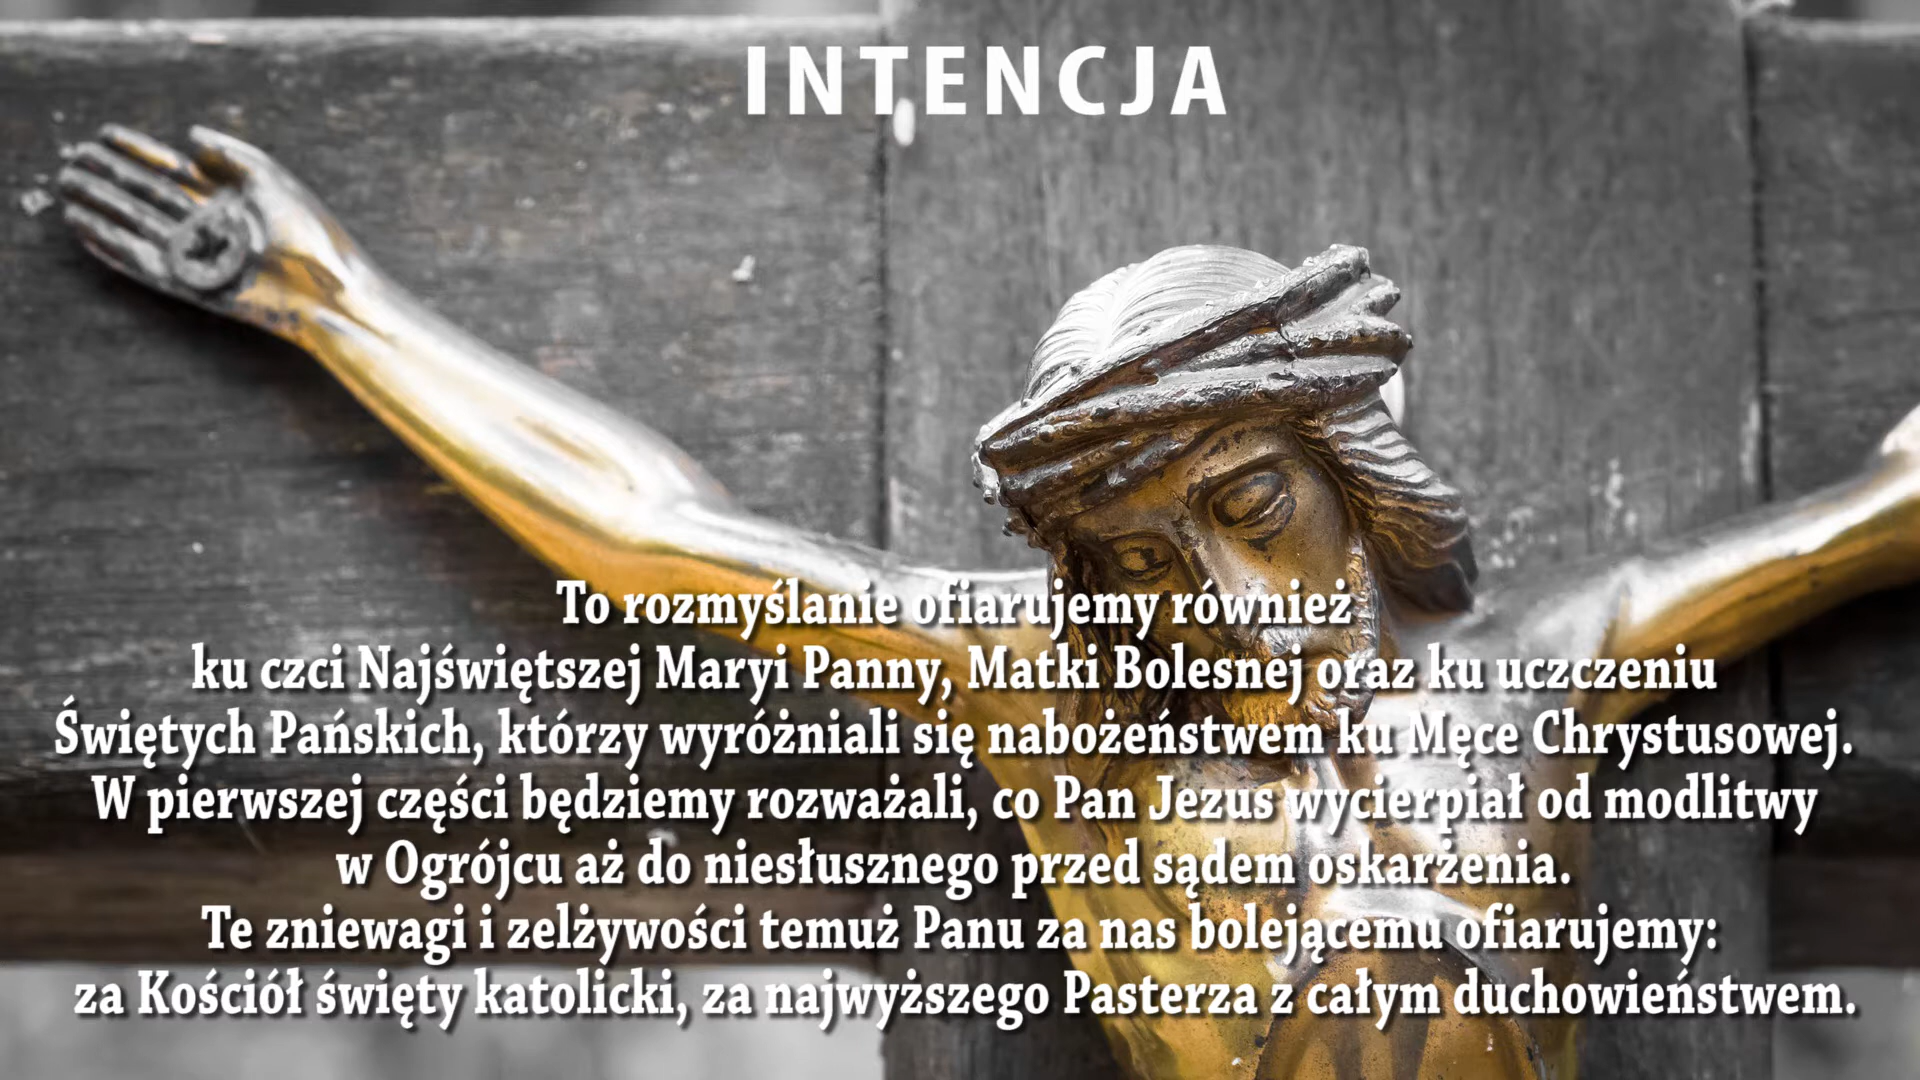 INTENCJA
To rozmyślanie ofiarujemy również
ku czci Najświętszej Maryi Panny, Matki Bolesnej oraz ku uczczeniu
Świętych Pańskich, którzy wyróżniali się nabożeństwem ku Męce Chrystusowej.
W pierwszej części będziemy rozważali, co Pan Jezus wycierpiał od modlitwy
w Ogrójcu aż do niesłusznego przed sądem oskarżenia.
Te zniewagi i zelżywości temuż Panu za nas bolejącemu ofiarujemy:
za Kościół święty katolicki, za najwyższego Pasterza z całym duchowieństwem.